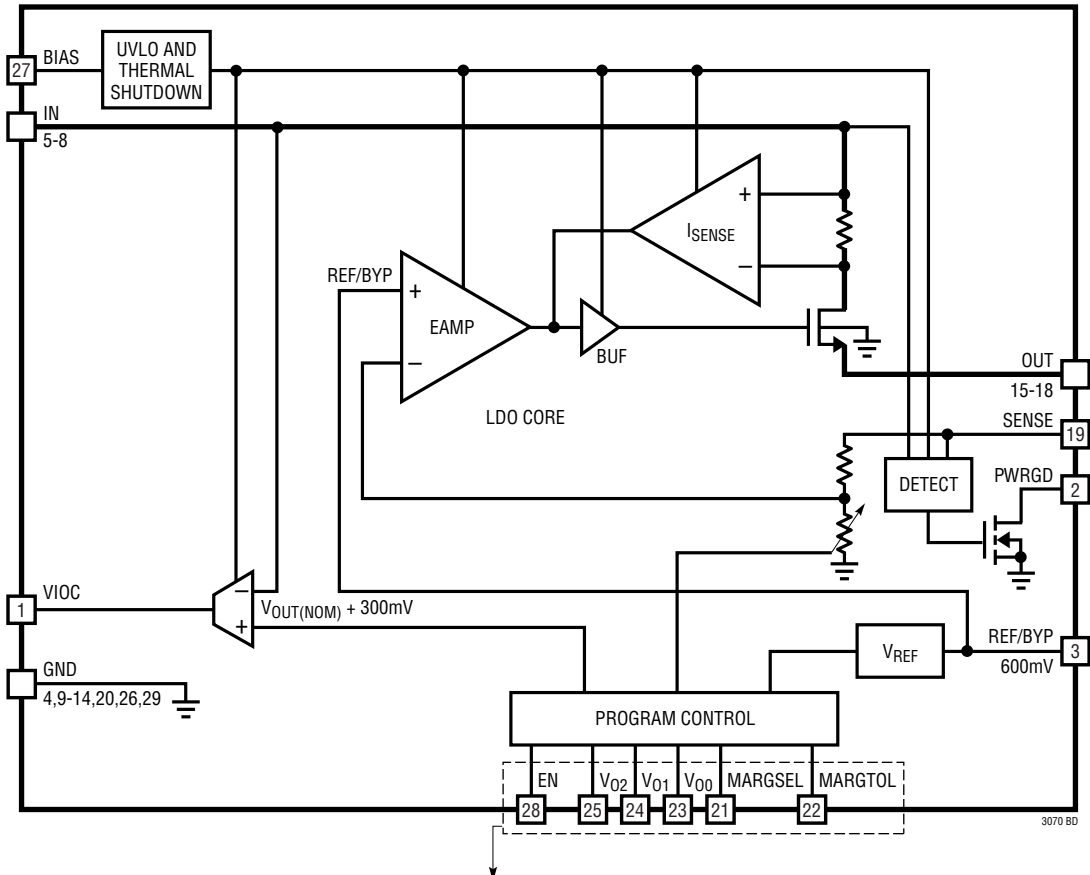 27
BIAS
UVLO AND
THERMAL
SHUTDOWN
IN
5-8
+
ISENSE
–
REF/BYP
+
EAMP
–
BUF
LDO CORE
OUT
15-18
SENSE
19
DETECT
PWRGD
2
1
VIOC
–
+
VOUT(NOM) + 300mV
GND
4,9-14,20,26,29
VREF
REF/BYP
600mV
3
PROGRAM CONTROL
EN
VO2
VO1
VO0
MARGSEL
MARGTOL
28
25
24
23
21
22
3070 BD